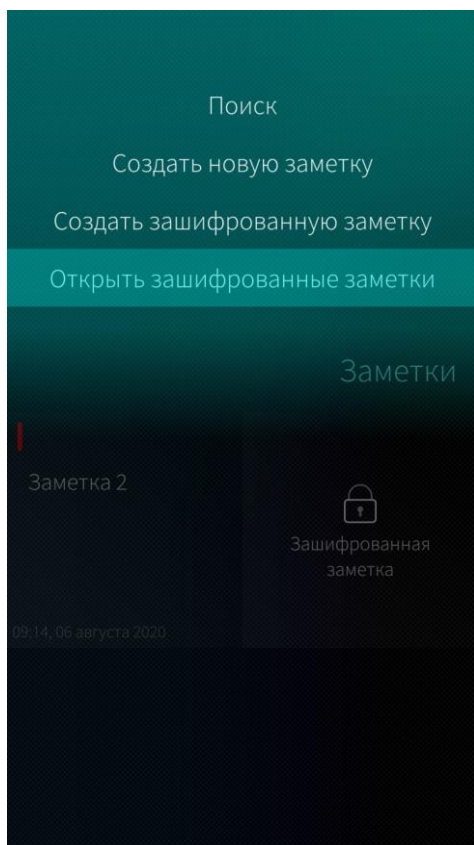 Поиск
Создать новую заметку
Создать зашифрованную заметку
Открыть зашифрованные заметки
Заметки
Заметка 2
Зашифрованная
заметка
09:14, 06 августа 2020